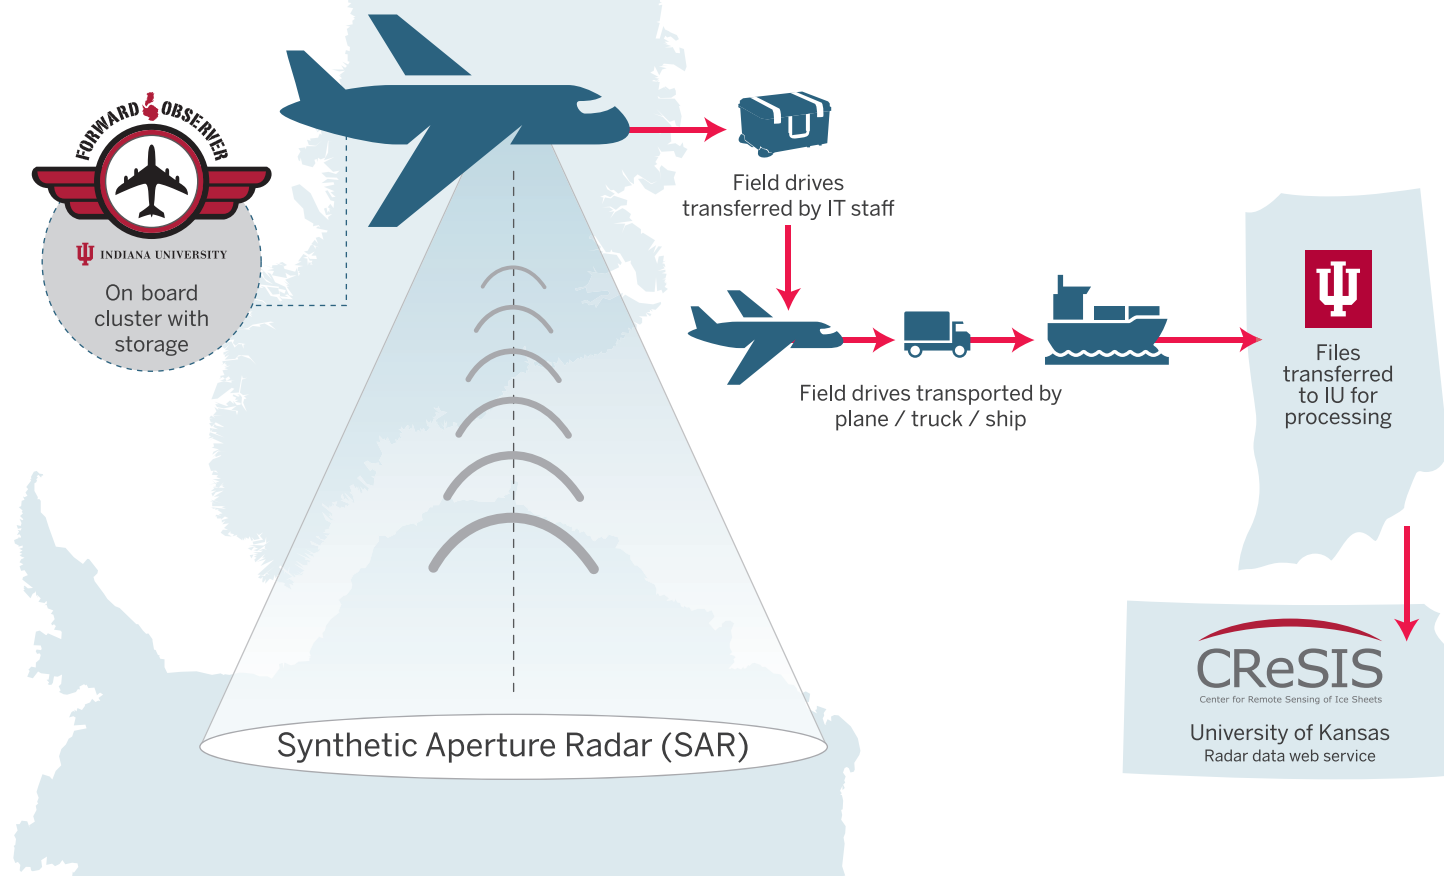 FORWARD OBSERVER
INDIANA UNIVERSITY
On board
cluster with
storage
Field drives
transferred by IT staff
Field drives transported by
plane / truck / ship
Files
transferred
to IU for
processing
CReSIS
Center for Remote Sensing of Ice Sheets
University of Kansas
Radar data web service
Synthetic Aperture Radar (SAR)